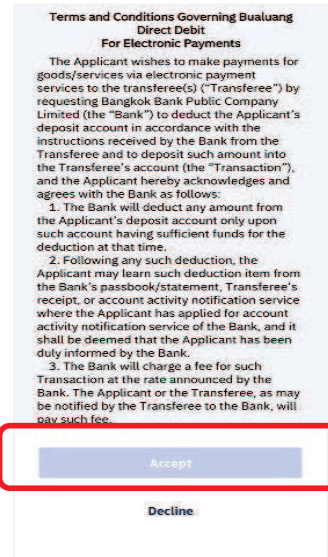 Terms and Conditions Governing Bualuang
Direct Debit
For Electronic Payments
The Applicant wishes to make payments for
goods/services via electronic payment
services to the transferee(s) ("Transferee") by
requesting Bangkok Bank Public Company
Limited (the "Bank") to deduct the Applicant's
deposit account in accordance with the
instructions received by the Bank from the
Transferee and to deposit such amount into
the Transferee's account (the "Transaction"),
and the Applicant hereby acknowledges and
agrees with the Bank as follows:
1. The Bank will deduct any amount from
the Applicant's deposit account only upon
such account having sufficient funds for the
deduction at that time.
2. Following any such deduction, the
Applicant may learn such deduction item from
the Bank's passbook/statement, Transferee's
receipt, or account activity notification service
where the Applicant has applied for account
activity notification service of the Bank, and it
shall be deemed that the Applicant has been
duly informed by the Bank.
3. The Bank will charge a fee for such
Transaction at the rate announced by the
Bank. The Applicant or the Transferee, as may
be notified by the Transferee to the Bank, will
pay such fee.
Accept
Decline